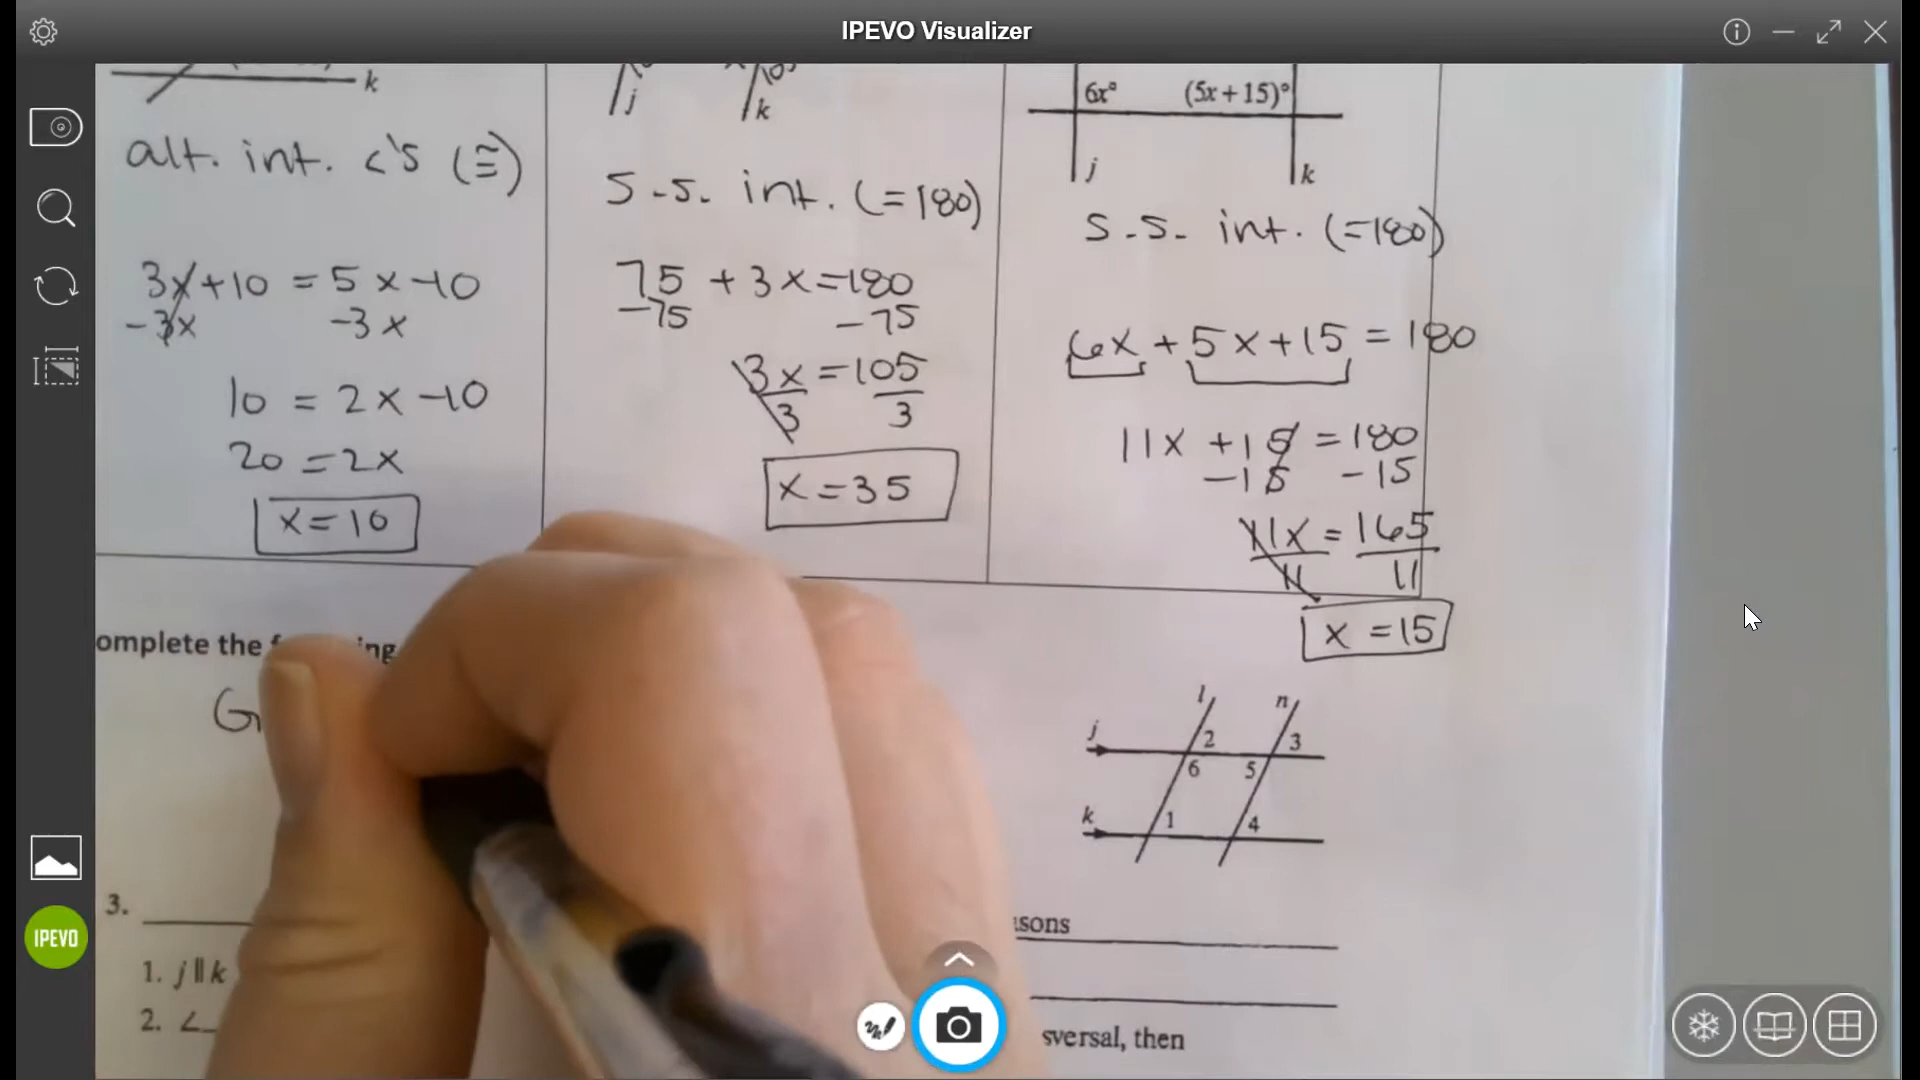 IPEVO Visualizer
k
alt. int. <'s (≅)
3x+10 = 5x-10
-3x -3x
10 = 2x-10
20 = 2x
x=10
j
k
s.s. int. (=180)
75 + 3x=180
-75 -75
3x = 105
3 3
x=35
6x° (5x+15)°
j k
s.s. int. (=180)
6x + 5x+15 = 180
11x + 15 = 180
-15 -15
11x = 165
11 11
x = 15
omplete the
ng
G
l n
j 2 3
6 5
k 1 4
3.
sons
1. j ∥ k
2. ∠
sversal, then
IPEVO